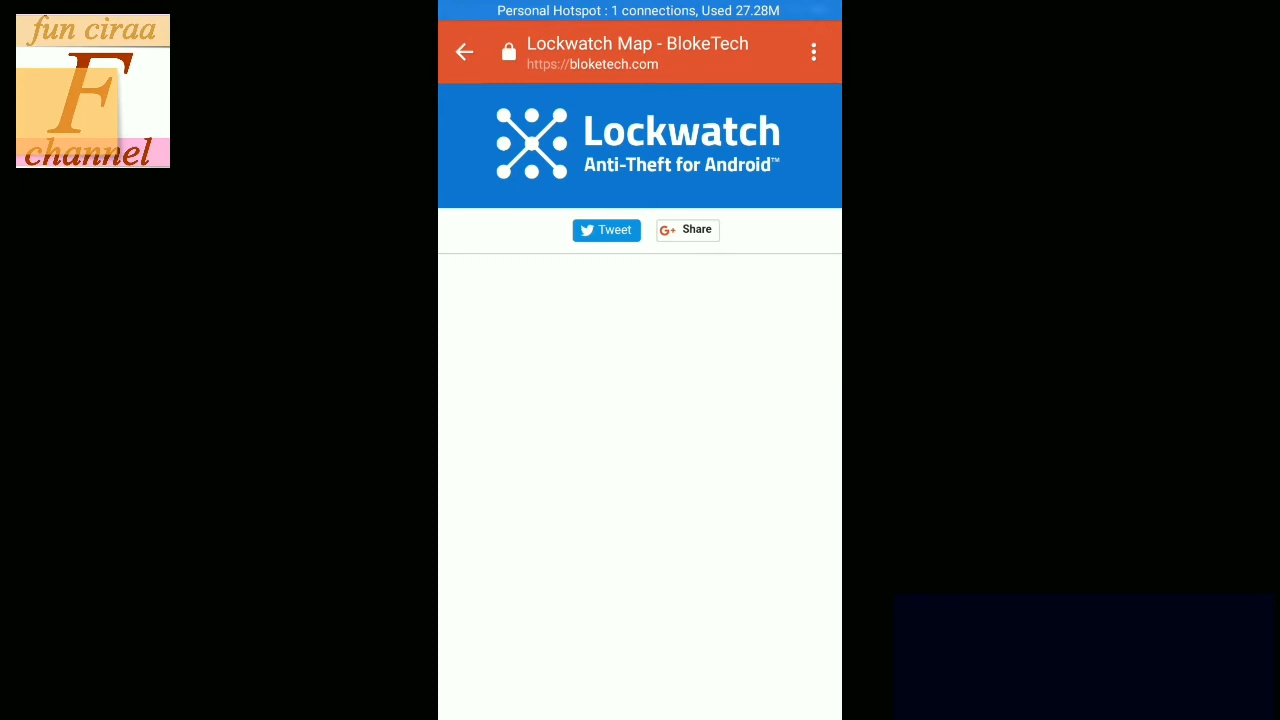 fun ciraa
F
channel
Personal Hotspot : 1 connections, Used 27.28M
Lockwatch Map - BlokeTech
https://bloketech.com
Lockwatch
Anti-Theft for Android™
Tweet
G+ Share